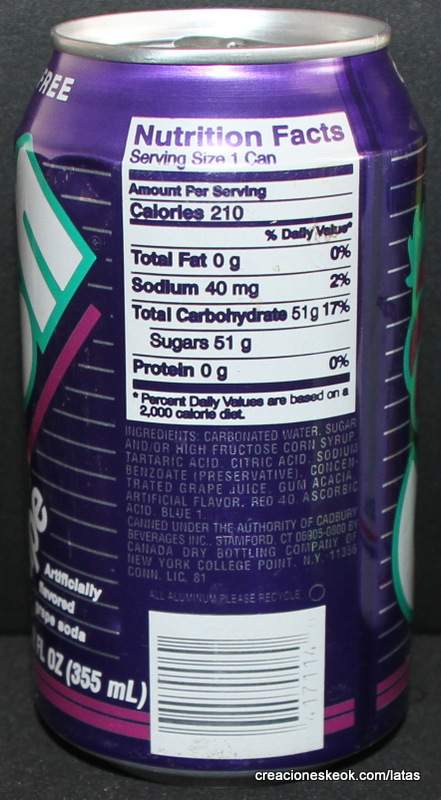 FREE
Nutrition Facts
Serving Size 1 Can
Amount Per Serving
Calories 210
% Daily Value*
Total Fat 0 g 0%
Sodium 40 mg 2%
Total Carbohydrate 51g 17%
Sugars 51 g
Protein 0 g 0%
* Percent Daily Values are based on a
2,000 calorie diet.
INGREDIENTS: CARBONATED WATER, SUGAR
AND/OR HIGH FRUCTOSE CORN SYRUP,
TARTARIC ACID, CITRIC ACID, SODIUM
BENZOATE (PRESERVATIVE), CONCEN-
TRATED GRAPE JUICE, GUM ACACIA,
ARTIFICIAL FLAVOR, RED 40, ASCORBIC
ACID, BLUE 1.
CANNED UNDER THE AUTHORITY OF CADBURY
BEVERAGES INC., STAMFORD, CT 06905-0800 BY
CANADA DRY BOTTLING COMPANY OF
NEW YORK COLLEGE POINT, N.Y. 11356
CONN. LIC. 81
ALL ALUMINUM PLEASE RECYCLE
Artificially
flavored
grape soda
FL OZ (355 mL)
creacioneskeok.com/latas